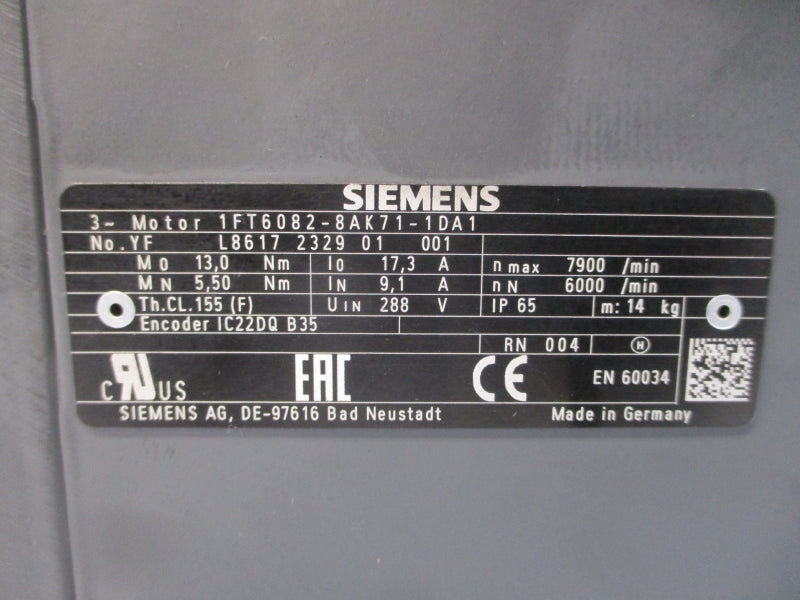 SIEMENS
3~ Motor 1FT6082-8AK71-1DA1
No.YF L8617 2329 01 001
M0 13,0 Nm I0 17,3 A n max 7900 /min
MN 5,50 Nm IN 9,1 A nN 6000 /min
Th.CL.155 (F) UIN 288 V IP 65 m: 14 kg
Encoder IC22DQ B35
RN 004 H
C RU US EAC CE EN 60034
SIEMENS AG, DE-97616 Bad Neustadt Made in Germany